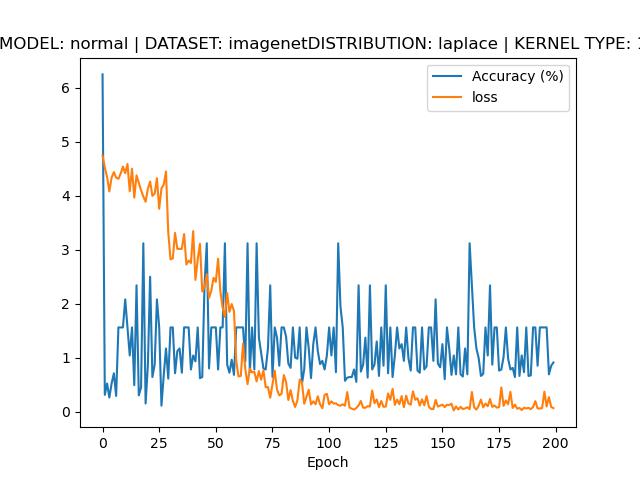 MODEL: normal | DATASET: imagenetDISTRIBUTION: laplace | KERNEL TYPE:
Accuracy (%)
loss
6
5
4
3
2
1
0
0 25 50 75 100 125 150 175 200
Epoch